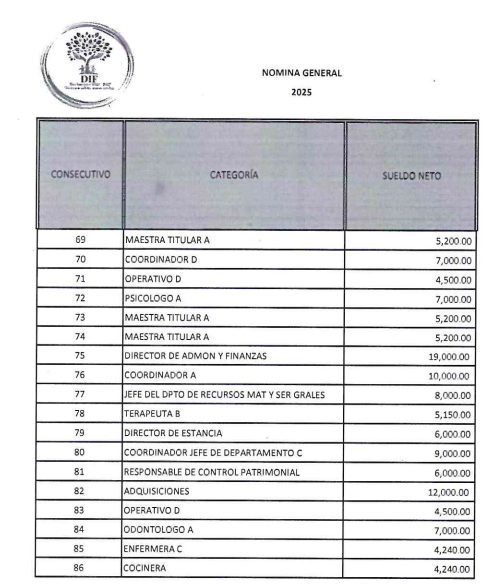 DIF
NOMINA GENERAL
2025
CONSECUTIVO CATEGORÍA SUELDO NETO
69 MAESTRA TITULAR A 5,200.00
70 COORDINADOR D 7,000.00
71 OPERATIVO D 4,500.00
72 PSICOLOGO A 7,000.00
73 MAESTRA TITULAR A 5,200.00
74 MAESTRA TITULAR A 5,200.00
75 DIRECTOR DE ADMON Y FINANZAS 19,000.00
76 COORDINADOR A 10,000.00
77 JEFE DEL DPTO DE RECURSOS MAT Y SER GRALES 8,000.00
78 TERAPEUTA B 5,150.00
79 DIRECTOR DE ESTANCIA 6,000.00
80 COORDINADOR JEFE DE DEPARTAMENTO C 9,000.00
81 RESPONSABLE DE CONTROL PATRIMONIAL 6,000.00
82 ADQUISICIONES 12,000.00
83 OPERATIVO D 4,500.00
84 ODONTOLOGO A 7,000.00
85 ENFERMERA C 4,240.00
86 COCINERA 4,240.00